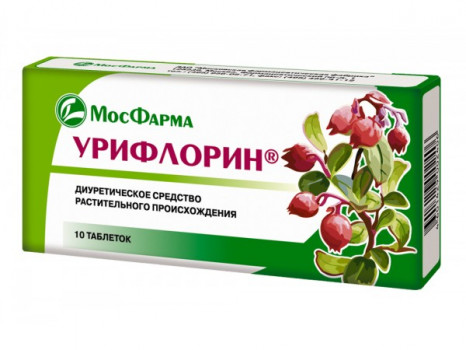 МосФарма
УРИФЛОРИН®
ДИУРЕТИЧЕСКОЕ СРЕДСТВО
РАСТИТЕЛЬНОГО ПРОИСХОЖДЕНИЯ
10 ТАБЛЕТОК